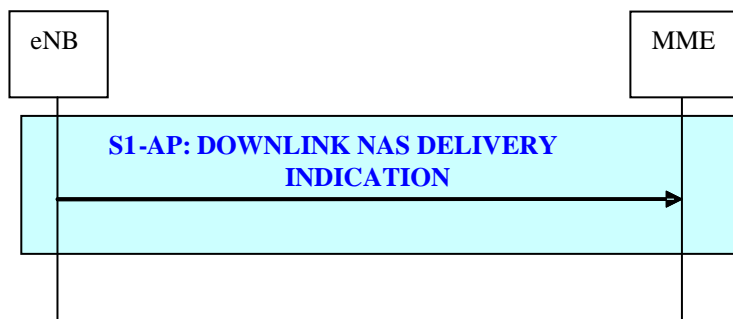 eNB
MME
S1-AP: DOWNLINK NAS DELIVERY
INDICATION